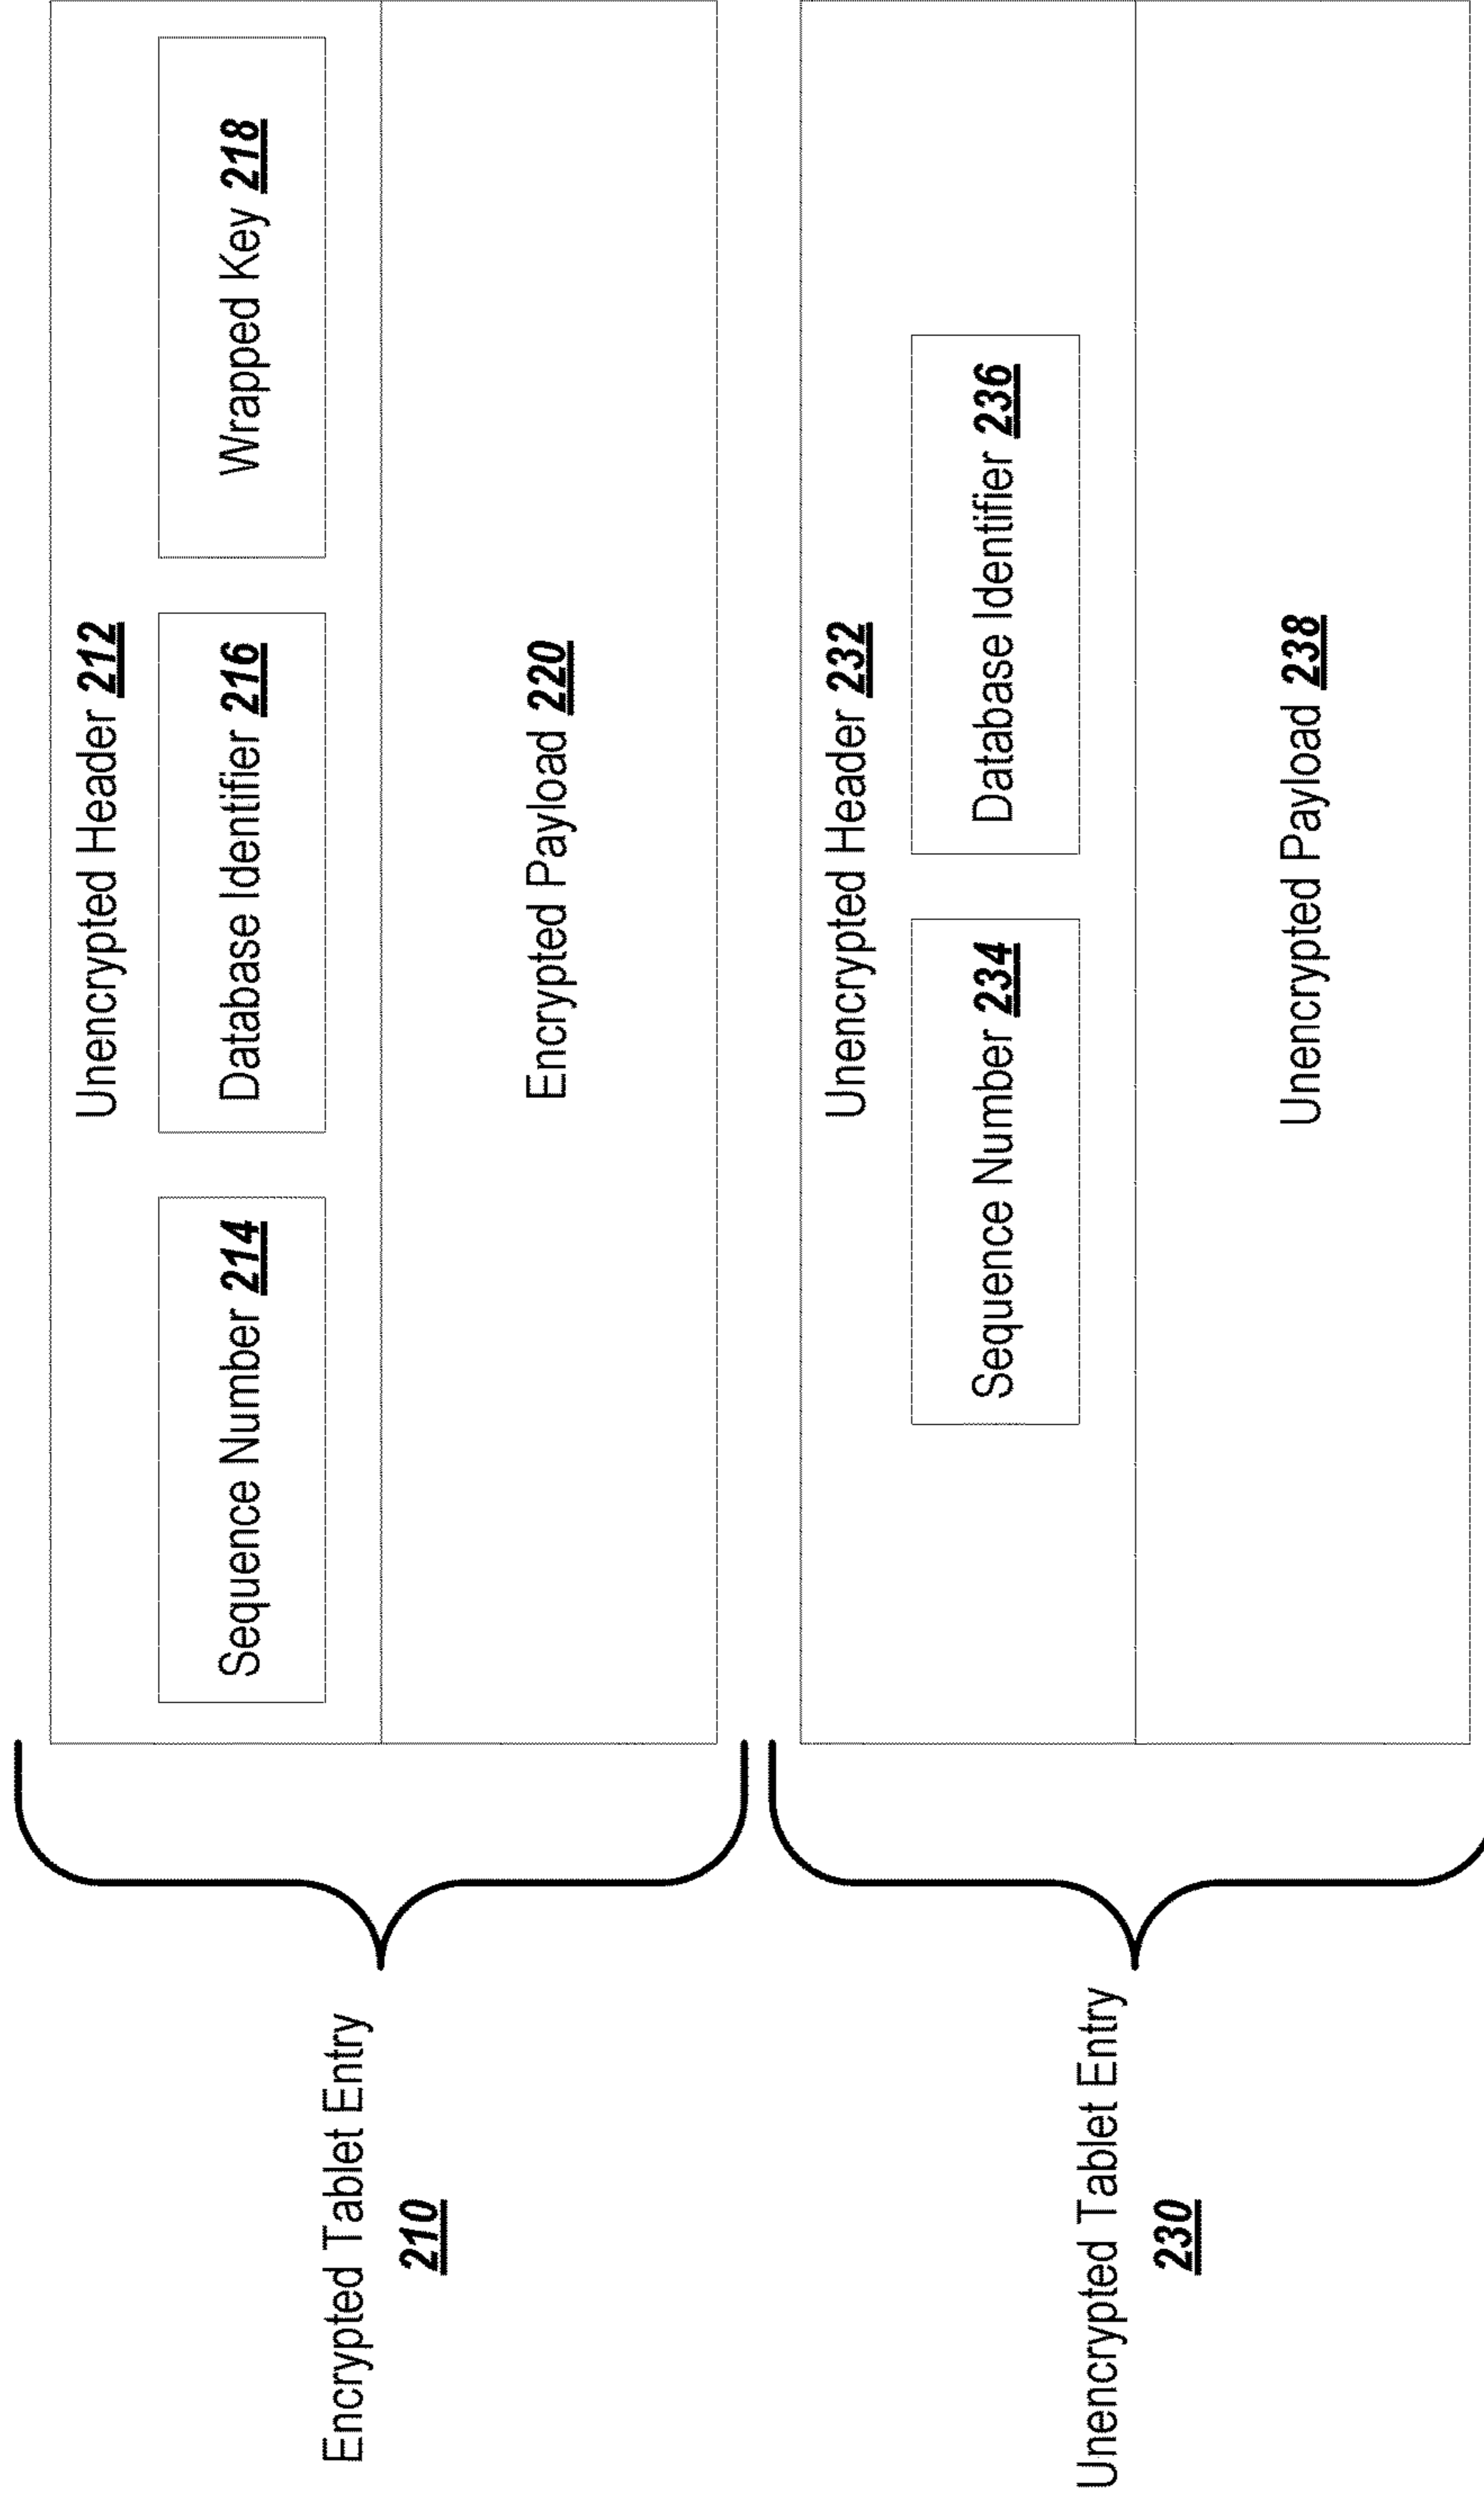 Encrypted Tablet Entry
210
Unencrypted Header 212
Sequence Number 214
Database Identifier 216
Wrapped Key 218
Encrypted Payload 220
Unencrypted Tablet Entry
230
Unencrypted Header 232
Sequence Number 234
Database Identifier 236
Unencrypted Payload 238